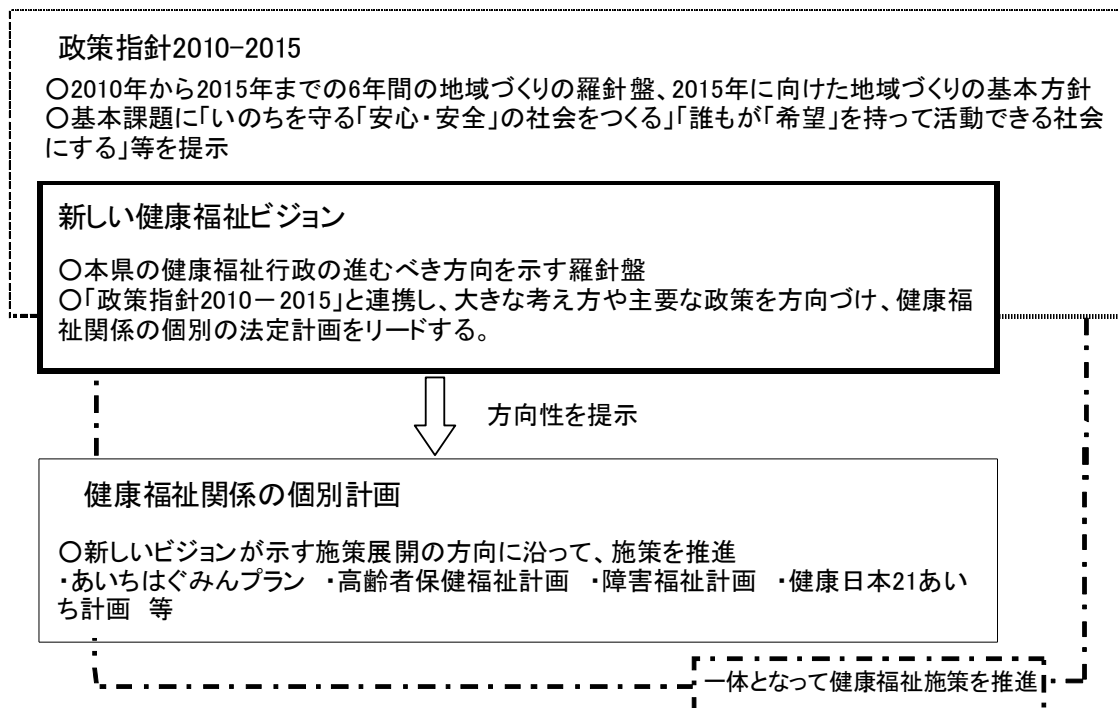 政策指針2010-2015
○2010年から2015年までの6年間の地域づくりの羅針盤、2015年に向けた地域づくりの基本方針
○基本課題に「いのちを守る「安心・安全」の社会をつくる」「誰もが「希望」を持って活動できる社会
にする」等を提示
新しい健康福祉ビジョン
○本県の健康福祉行政の進むべき方向を示す羅針盤
○「政策指針2010－2015」と連携し、大きな考え方や主要な政策を方向づけ、健康福
祉関係の個別の法定計画をリードする。
方向性を提示
健康福祉関係の個別計画
○新しいビジョンが示す施策展開の方向に沿って、施策を推進
・あいちはぐみんプラン　・高齢者保健福祉計画　・障害福祉計画　・健康日本21あい
ち計画　等
一体となって健康福祉施策を推進